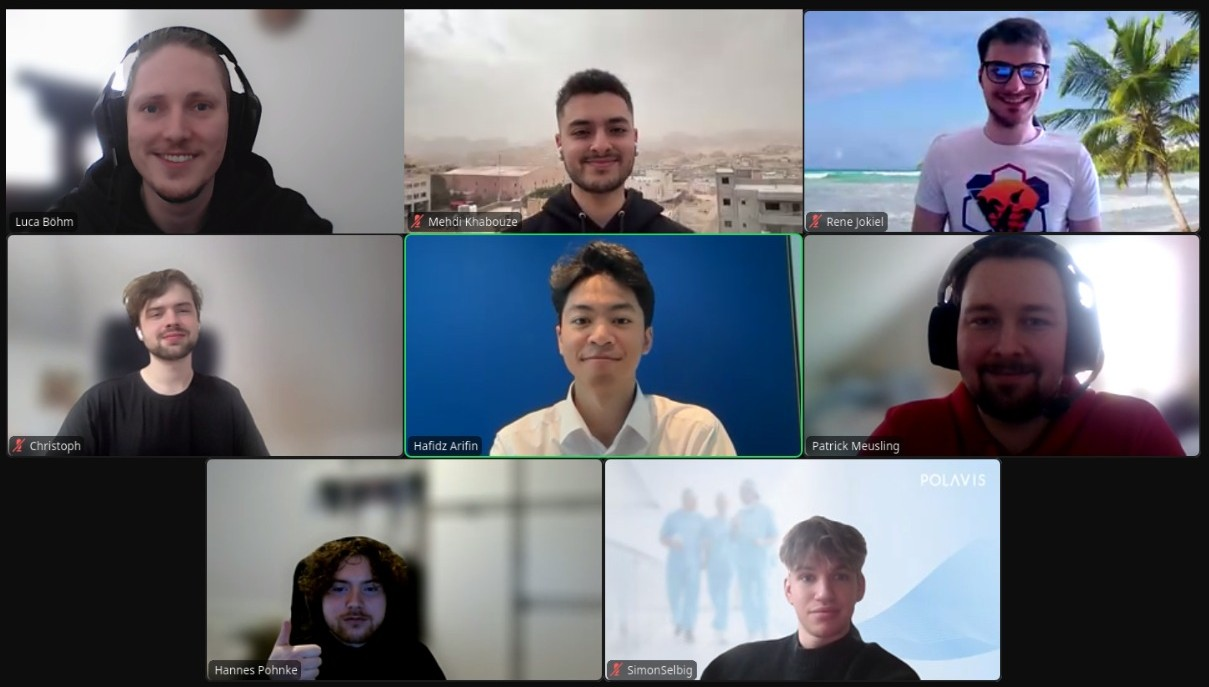 Luca Böhm
Mehdi Khabouze
Rene Jokiel
Christoph
Hafidz Arifin
Patrick Meusling
POLAVIS
Hannes Pohnke
SimonSelbig